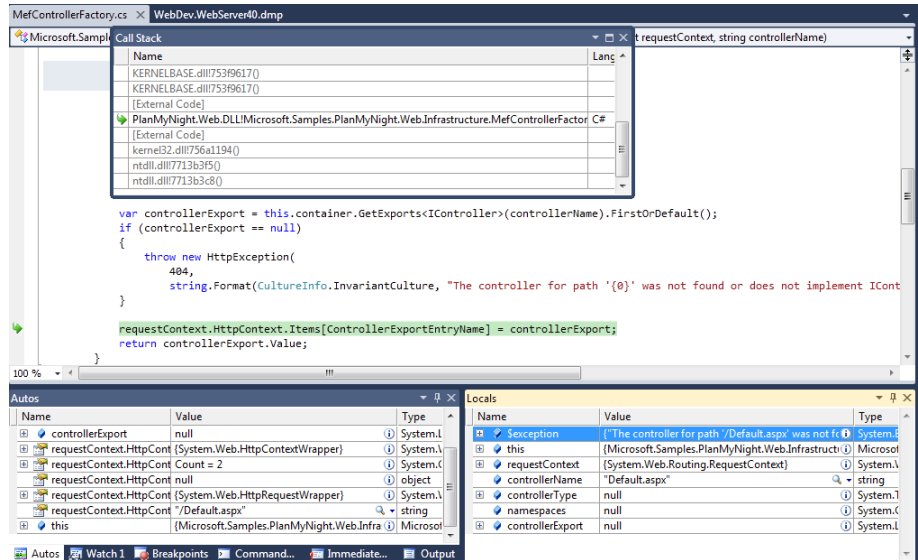 MefControllerFactory.cs WebDev.WebServer40.dmp
Microsoft.Sampl Call Stack t requestContext, string controllerName)
Name Lang
KERNELBASE.dll!753f9617()
KERNELBASE.dll!753f9617()
[External Code]
PlanMyNight.Web.DLL!Microsoft.Samples.PlanMyNight.Web.Infrastructure.MefControllerFactor C#
[External Code]
kernel32.dll!756a1194()
ntdll.dll!7713b3f5()
ntdll.dll!7713b3c8()
var controllerExport = this.container.GetExports<IController>(controllerName).FirstOrDefault();
if (controllerExport == null)
{
throw new HttpException(
404,
string.Format(CultureInfo.InvariantCulture, "The controller for path '{0}' was not found or does not implement ICont
}
requestContext.HttpContext.Items[ControllerExportEntryName] = controllerExport;
return controllerExport.Value;
}
100 %
Autos
Name Value Type
controllerExport null System.L
requestContext.HttpCont {System.Web.HttpContextWrapper} System.\
requestContext.HttpCont Count = 2 System.(
requestContext.HttpCont null object
requestContext.HttpCont {System.Web.HttpRequestWrapper} System.\
requestContext.HttpCont "/Default.aspx" string
this {Microsoft.Samples.PlanMyNight.Web.Infra Microsof
Autos Watch 1 Breakpoints Command... Immediate... Output
Locals
Name Value Type
$exception {"The controller for path '/Default.aspx' was not fo System.E
this {Microsoft.Samples.PlanMyNight.Web.Infrastructu Microsof
requestContext {System.Web.Routing.RequestContext} System.\
controllerName "Default.aspx" string
controllerType null System.T
namespaces null System.(
controllerExport null System.L